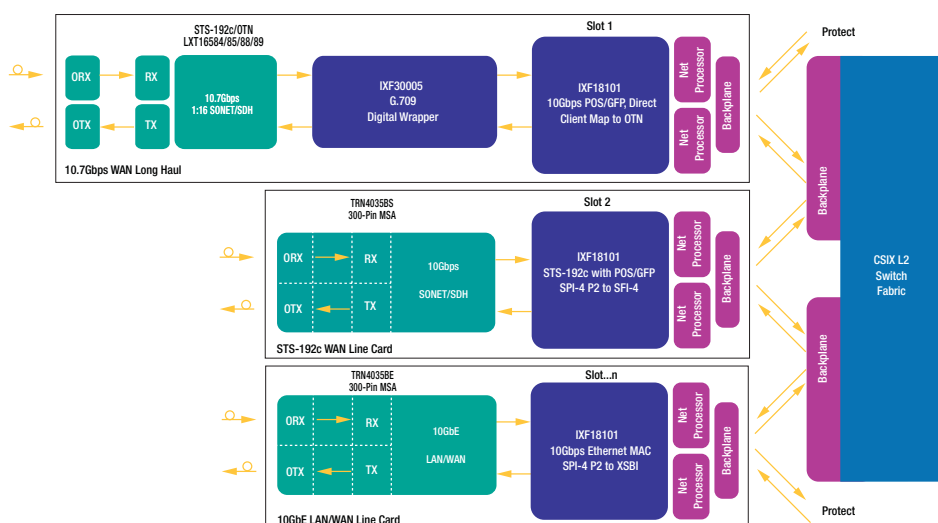 STS-192c/OTN
LXT16584/85/88/89
Slot 1
Protect
ORX
RX
OTX
TX
10.7Gbps
1:16 SONET/SDH
IXF30005
G.709
Digital Wrapper
IXF18101
10Gbps POS/GFP, Direct
Client Map to OTN
Net
Processor
Net
Processor
Backplane
10.7Gbps WAN Long Haul
TRN4035BS
300-Pin MSA
Slot 2
ORX
RX
OTX
TX
10Gbps
SONET/SDH
IXF18101
STS-192c with POS/GFP
SPI-4 P2 to SFI-4
Net
Processor
Net
Processor
Backplane
STS-192c WAN Line Card
TRN4035BE
300-Pin MSA
Slot...n
ORX
RX
OTX
TX
10GbE
LAN/WAN
IXF18101
10Gbps Ethernet MAC
SPI-4 P2 to XSBI
Net
Processor
Net
Processor
Backplane
10GbE LAN/WAN Line Card
Backplane
Backplane
CSIX L2
Switch
Fabric
Protect